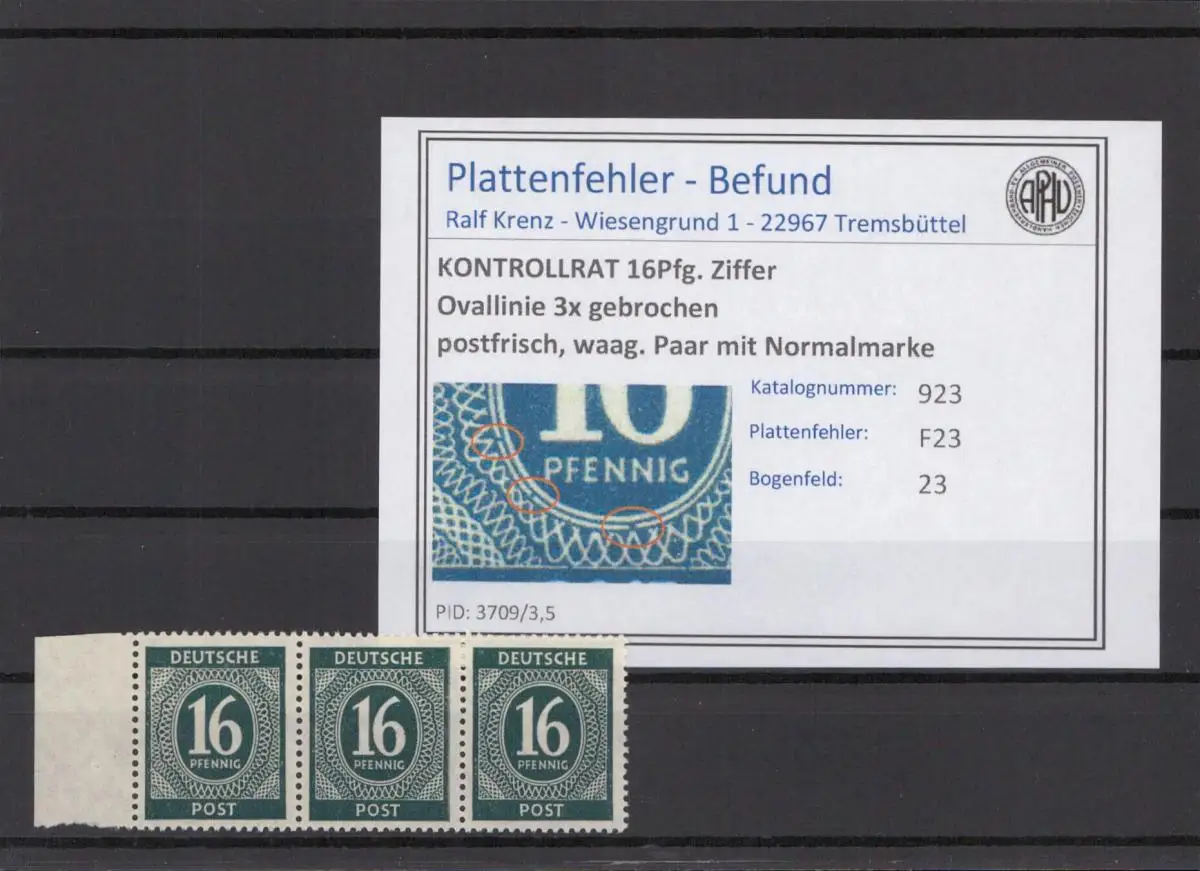 Plattenfehler - Befund
Ralf Krenz - Wiesengrund 1 - 22967 Tremsbüttel
APHV
KONTROLLRAT 16Pfg. Ziffer
Ovallinie 3x gebrochen
postfrisch, waag. Paar mit Normalmarke
16
PFENNIG
Katalognummer: 923
Plattenfehler: F23
Bogenfeld: 23
PID: 3709/3,5
DEUTSCHE DEUTSCHE DEUTSCHE
16 16 16
PFENNIG PFENNIG PFENNIG
POST POST POST